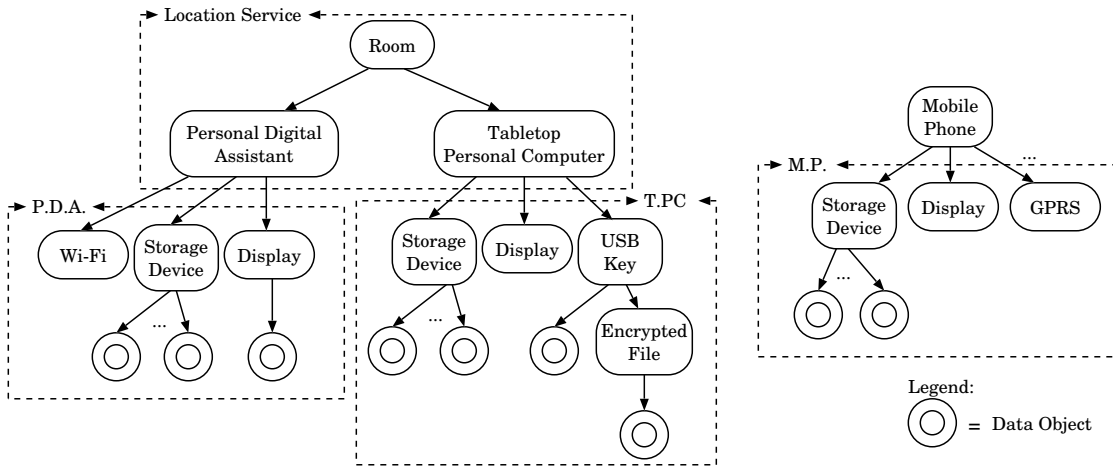 Location Service
Room
Personal Digital
Assistant
Tabletop
Personal Computer
P.D.A.
Wi-Fi
Storage
Device
Display
...
T.PC
Storage
Device
Display
USB
Key
...
Encrypted
File
Mobile
Phone
...
M.P.
Storage
Device
Display
GPRS
...
Legend:
= Data Object